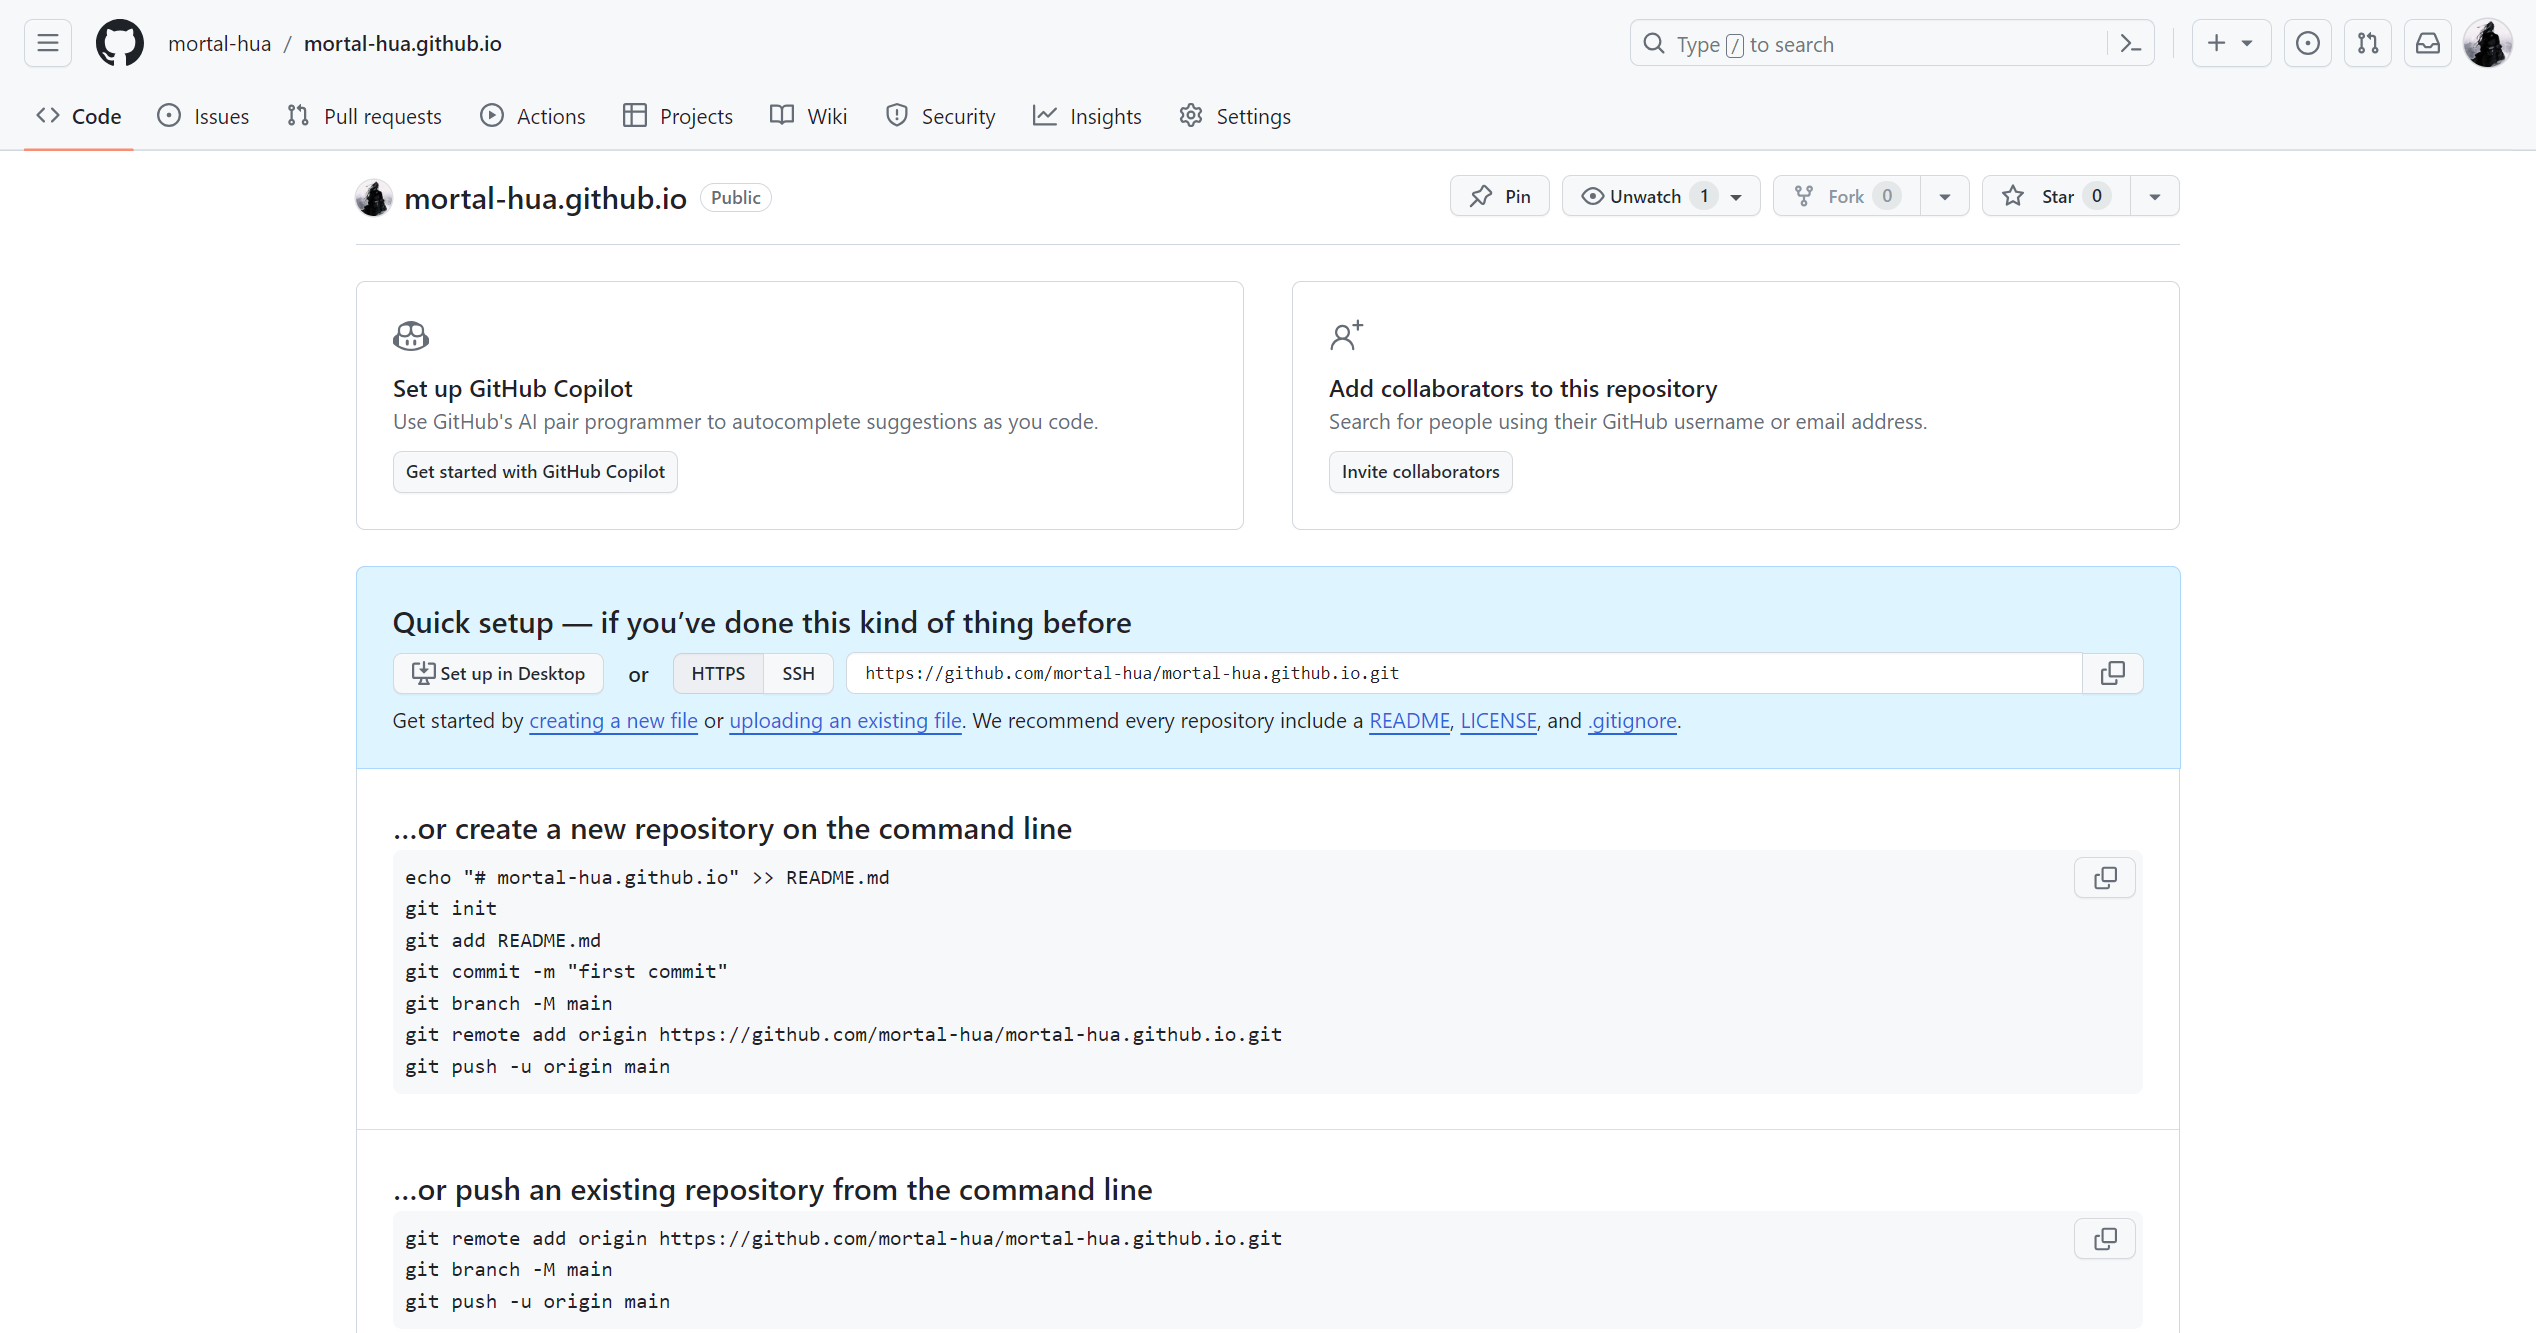 mortal-hua / mortal-hua.github.io
Type / to search
Code Issues Pull requests Actions Projects Wiki Security Insights Settings
mortal-hua.github.io Public
Pin Unwatch 1 Fork 0 Star 0
Set up GitHub Copilot
Use GitHub's AI pair programmer to autocomplete suggestions as you code.
Get started with GitHub Copilot
Add collaborators to this repository
Search for people using their GitHub username or email address.
Invite collaborators
Quick setup — if you’ve done this kind of thing before
Set up in Desktop or HTTPS SSH https://github.com/mortal-hua/mortal-hua.github.io.git
Get started by creating a new file or uploading an existing file. We recommend every repository include a README, LICENSE, and .gitignore.
…or create a new repository on the command line
echo "# mortal-hua.github.io" >> README.md
git init
git add README.md
git commit -m "first commit"
git branch -M main
git remote add origin https://github.com/mortal-hua/mortal-hua.github.io.git
git push -u origin main
…or push an existing repository from the command line
git remote add origin https://github.com/mortal-hua/mortal-hua.github.io.git
git branch -M main
git push -u origin main